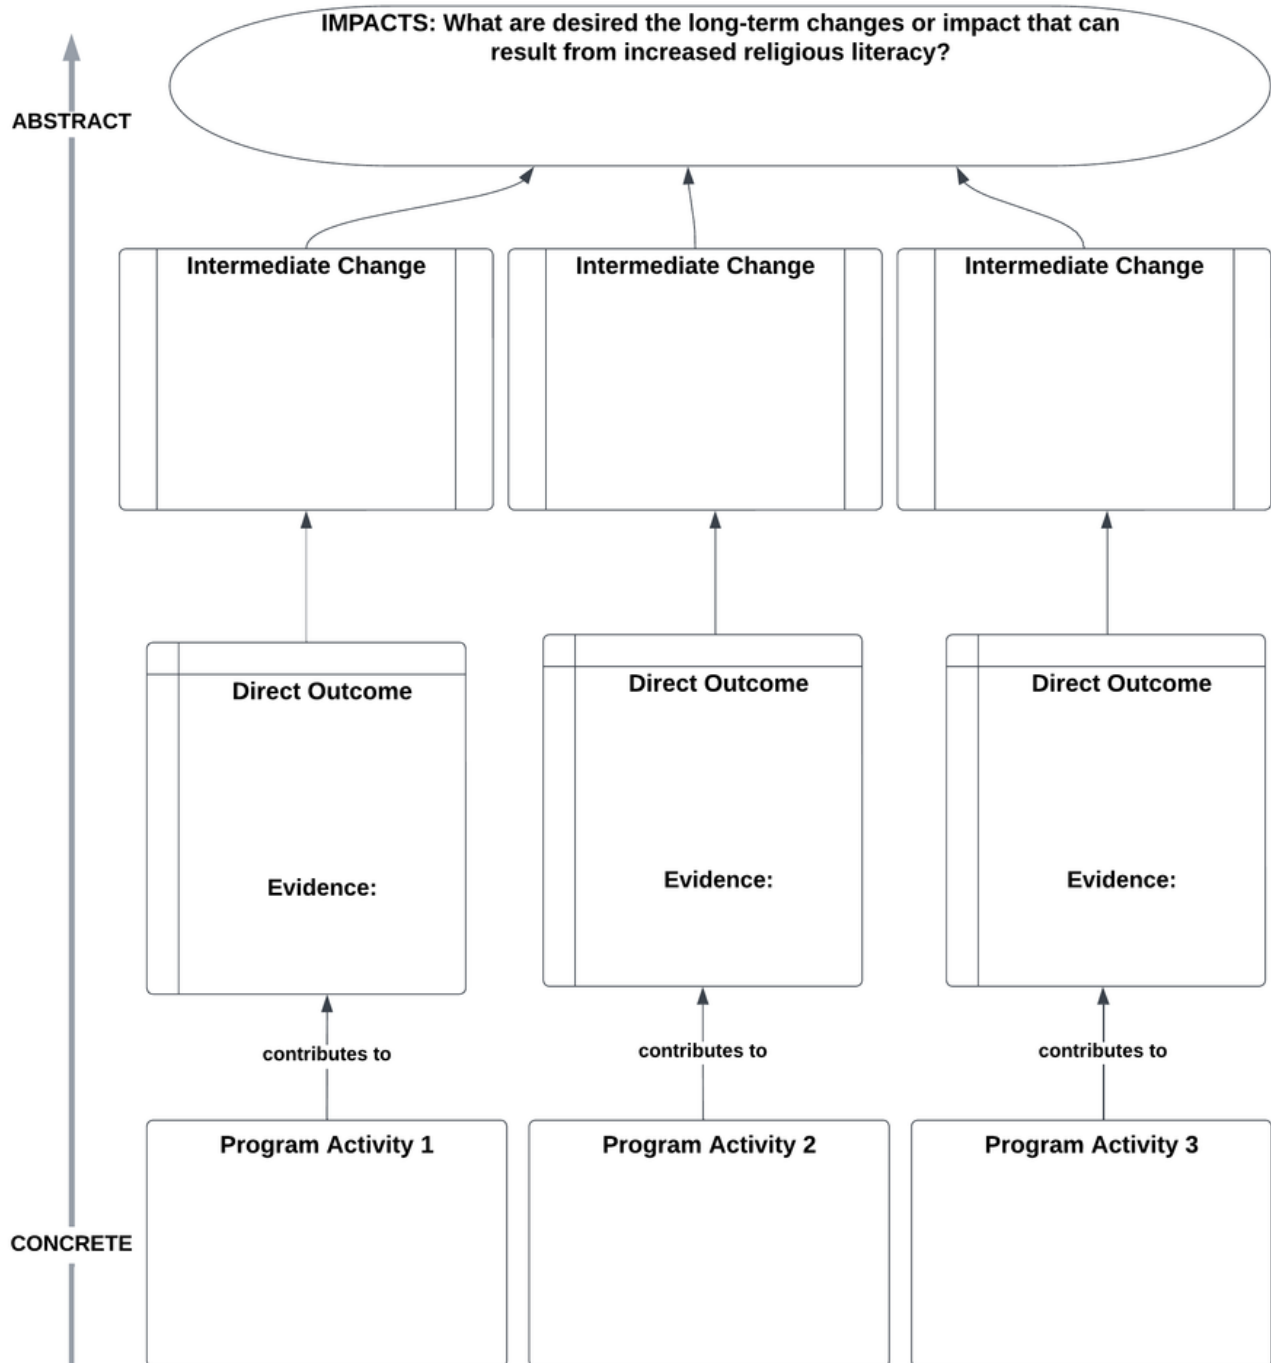 IMPACTS: What are desired the long-term changes or impact that can
result from increased religious literacy?
ABSTRACT
Intermediate Change
Intermediate Change
Intermediate Change
Direct Outcome
Evidence:
Direct Outcome
Evidence:
Direct Outcome
Evidence:
contributes to
contributes to
contributes to
Program Activity 1
Program Activity 2
Program Activity 3
CONCRETE